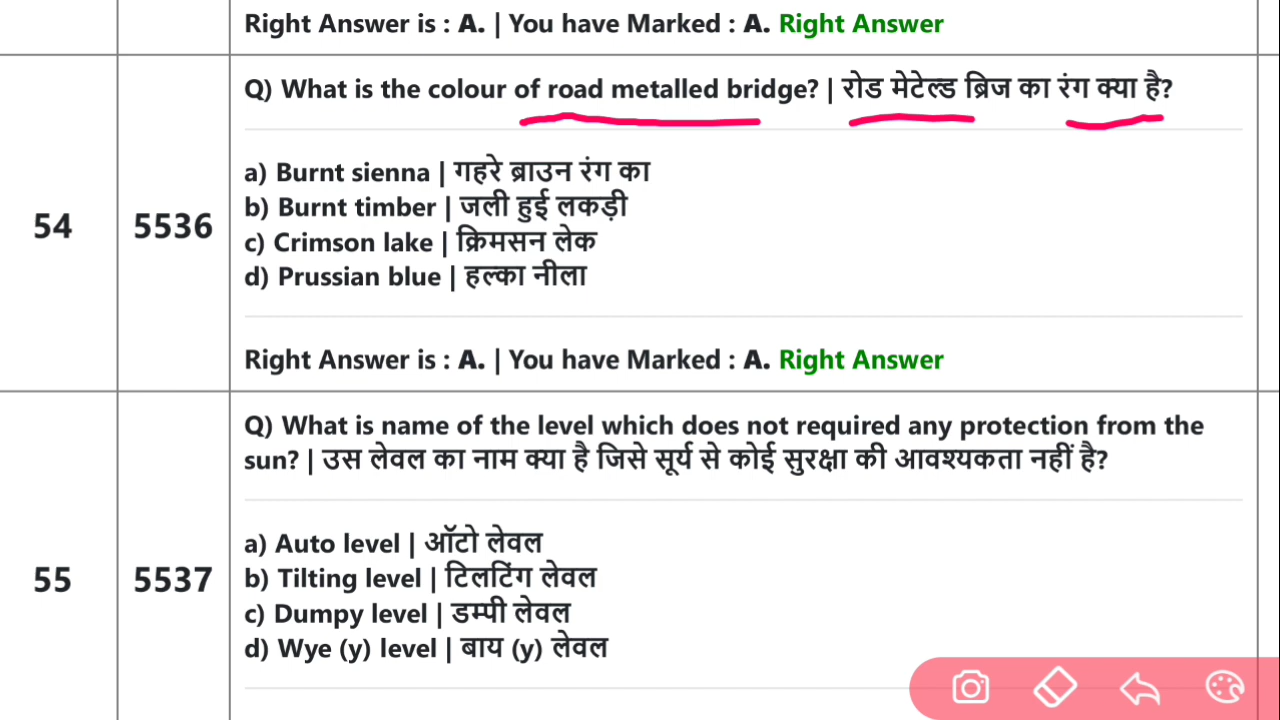 Right Answer is : A. | You have Marked : A. Right Answer
54
5536
Q) What is the colour of road metalled bridge? | रोड मेटेल्ड ब्रिज का रंग क्या है?
a) Burnt sienna | गहरे ब्राउन रंग का
b) Burnt timber | जली हुई लकड़ी
c) Crimson lake | क्रिमसन लेक
d) Prussian blue | हल्का नीला
Right Answer is : A. | You have Marked : A. Right Answer
55
5537
Q) What is name of the level which does not required any protection from the
sun? | उस लेवल का नाम क्या है जिसे सूर्य से कोई सुरक्षा की आवश्यकता नहीं है?
a) Auto level | ऑटो लेवल
b) Tilting level | टिलटिंग लेवल
c) Dumpy level | डम्पी लेवल
d) Wye (y) level | बाय (y) लेवल